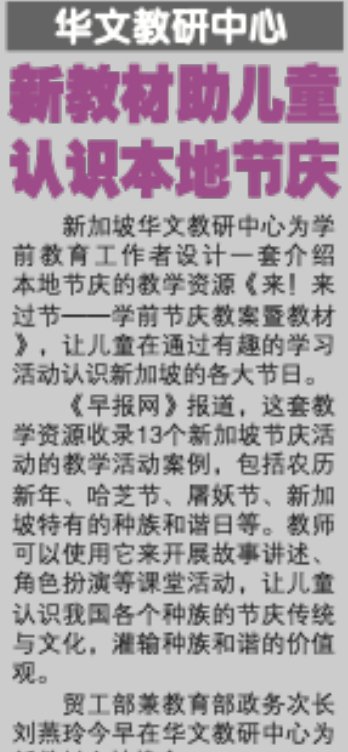 华文教研中心
新教材助儿童
认识本地节庆
新加坡华文教研中心为学
前教育工作者设计一套介绍
本地节庆的教学资源《来！来
过节——学前节庆教案暨教材
》，让儿童在通过有趣的学习
活动认识新加坡的各大节日。
《早报网》报道，这套教
学资源收录13个新加坡节庆活
动的教学活动案例，包括农历
新年、哈芝节、屠妖节、新加
坡特有的种族和谐日等。教师
可以使用它来开展故事讲述、
角色扮演等课堂活动，让儿童
认识我国各个种族的节庆传统
与文化，灌输种族和谐的价值
观。
贸工部兼教育部政务次长
刘燕玲今早在华文教研中心为